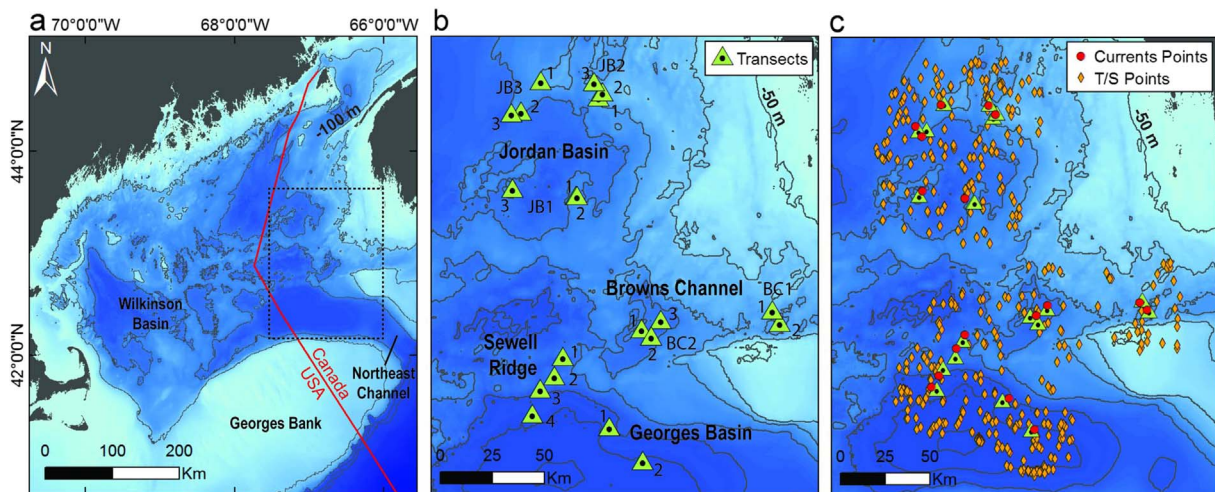 a
70°0'0"W
68°0'0"W
66°0'0"W
N
44°0'0"N
42°0'0"N
-100 m
Wilkinson
Basin
Canada
USA
Northeast
Channel
Georges Bank
0 100 200
Km
b
Transects
JB3
1
2
3
3
JB2
2
1
-50 m
Jordan Basin
3
JB1
1
2
Browns Channel
BC1
1
2
1
3
2
BC2
Sewell
Ridge
1
2
3
4
1
Georges Basin
2
0 25 50
Km
c
Currents Points
T/S Points
-50 m
0 25 50
Km